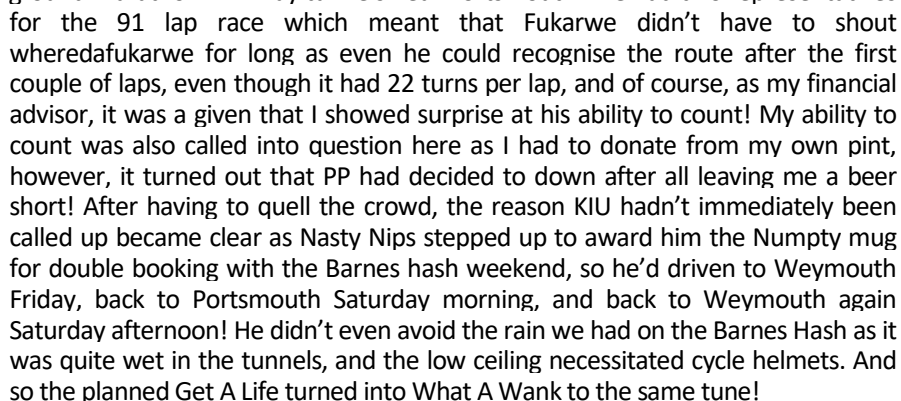 for the 91 lap race which meant that Fukarwe didn’t have to shout
wheredafukarwe for long as even he could recognise the route after the first
couple of laps, even though it had 22 turns per lap, and of course, as my financial
advisor, it was a given that I showed surprise at his ability to count! My ability to
count was also called into question here as I had to donate from my own pint,
however, it turned out that PP had decided to down after all leaving me a beer
short! After having to quell the crowd, the reason KIU hadn’t immediately been
called up became clear as Nasty Nips stepped up to award him the Numpty mug
for double booking with the Barnes hash weekend, so he’d driven to Weymouth
Friday, back to Portsmouth Saturday morning, and back to Weymouth again
Saturday afternoon! He didn’t even avoid the rain we had on the Barnes Hash as it
was quite wet in the tunnels, and the low ceiling necessitated cycle helmets. And
so the planned Get A Life turned into What A Wank to the same tune!